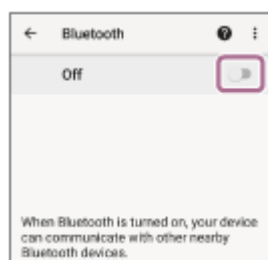 Bluetooth
Off
When Bluetooth is turned on, your device
can communicate with other nearby
Bluetooth devices.